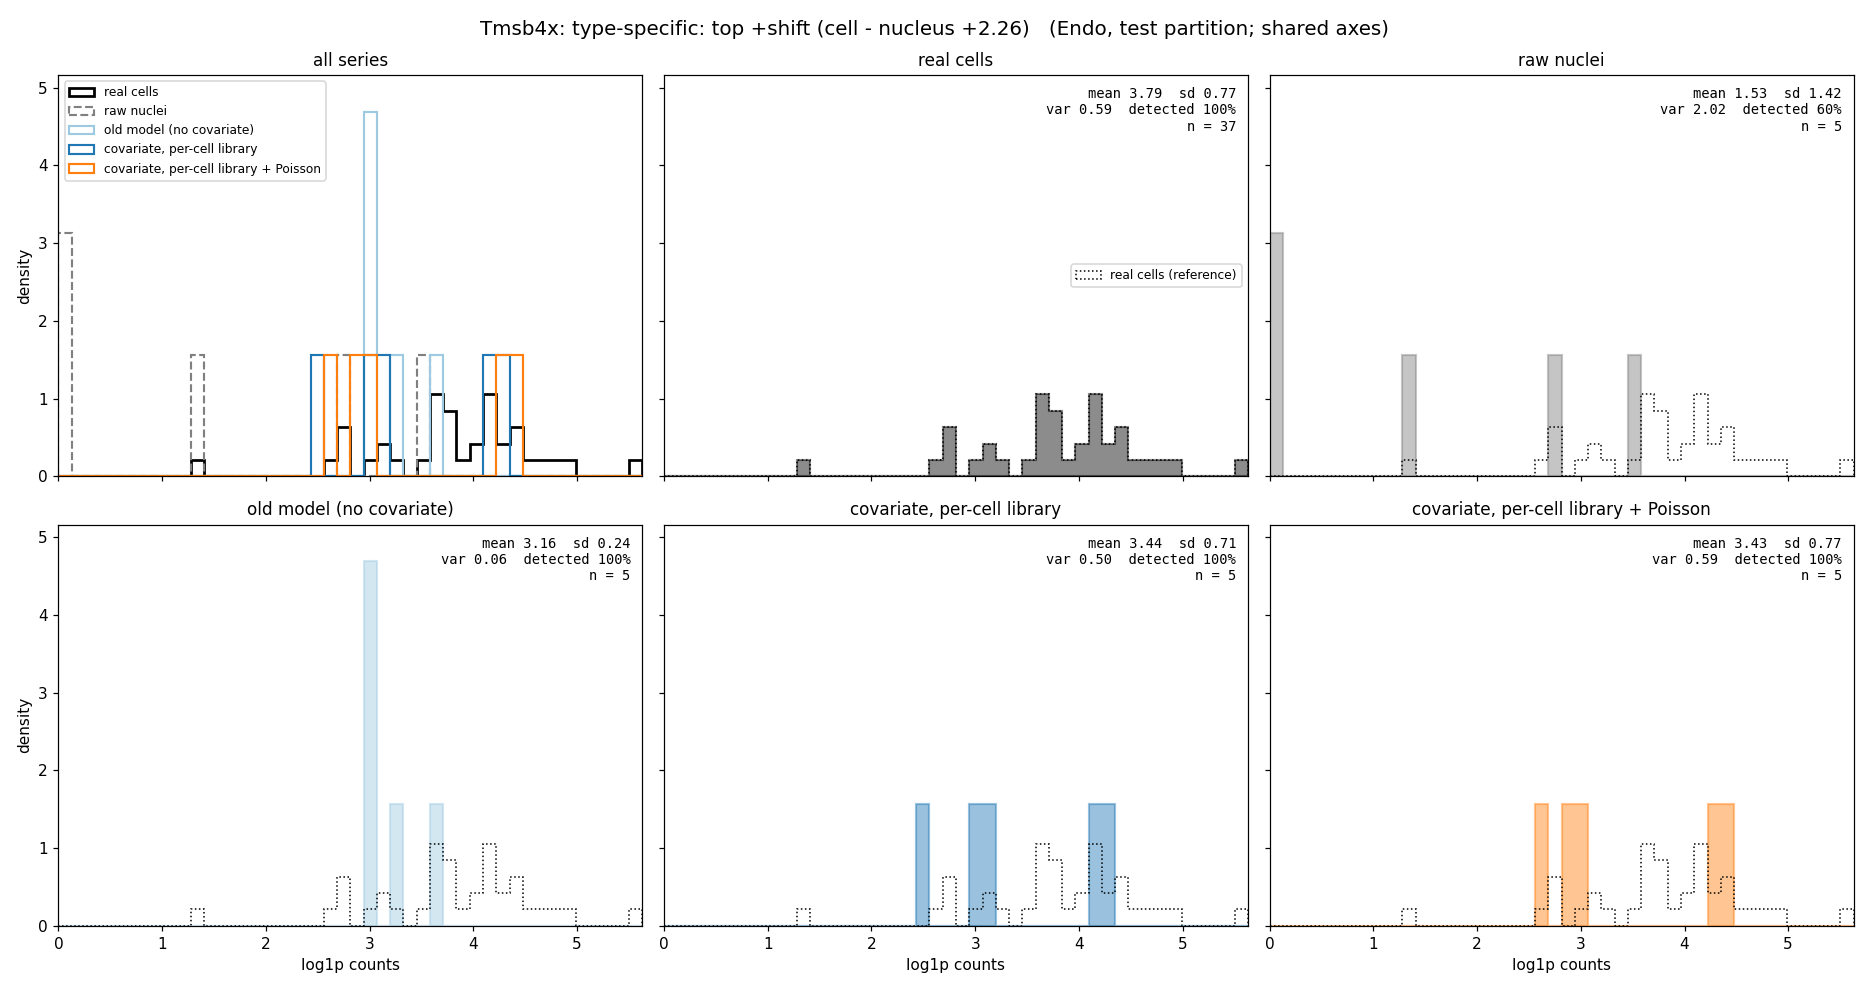 Tmsb4x: type-specific: top +shift (cell - nucleus +2.26)   (Endo, test partition; shared axes)
all series
real cells
raw nuclei
old model (no covariate)
covariate, per-cell library
covariate, per-cell library + Poisson
5
4
3
2
1
0
density
real cells
mean 3.79  sd 0.77
var 0.59  detected 100%
n = 37
real cells (reference)
raw nuclei
mean 1.53  sd 1.42
var 2.02  detected 60%
n = 5
old model (no covariate)
mean 3.16  sd 0.24
var 0.06  detected 100%
n = 5
5
4
3
2
1
0
density
0 1 2 3 4 5
log1p counts
covariate, per-cell library
mean 3.44  sd 0.71
var 0.50  detected 100%
n = 5
0 1 2 3 4 5
log1p counts
covariate, per-cell library + Poisson
mean 3.43  sd 0.77
var 0.59  detected 100%
n = 5
0 1 2 3 4 5
log1p counts